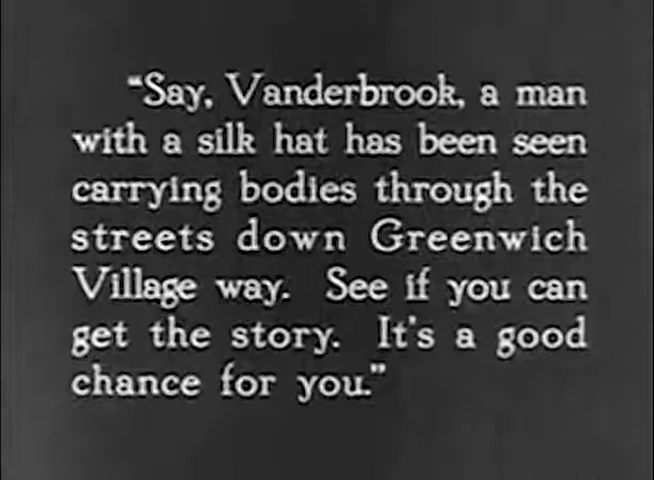 “Say, Vanderbrook, a man
with a silk hat has been seen
carrying bodies through the
streets down Greenwich
Village way. See if you can
get the story. It's a good
chance for you.”